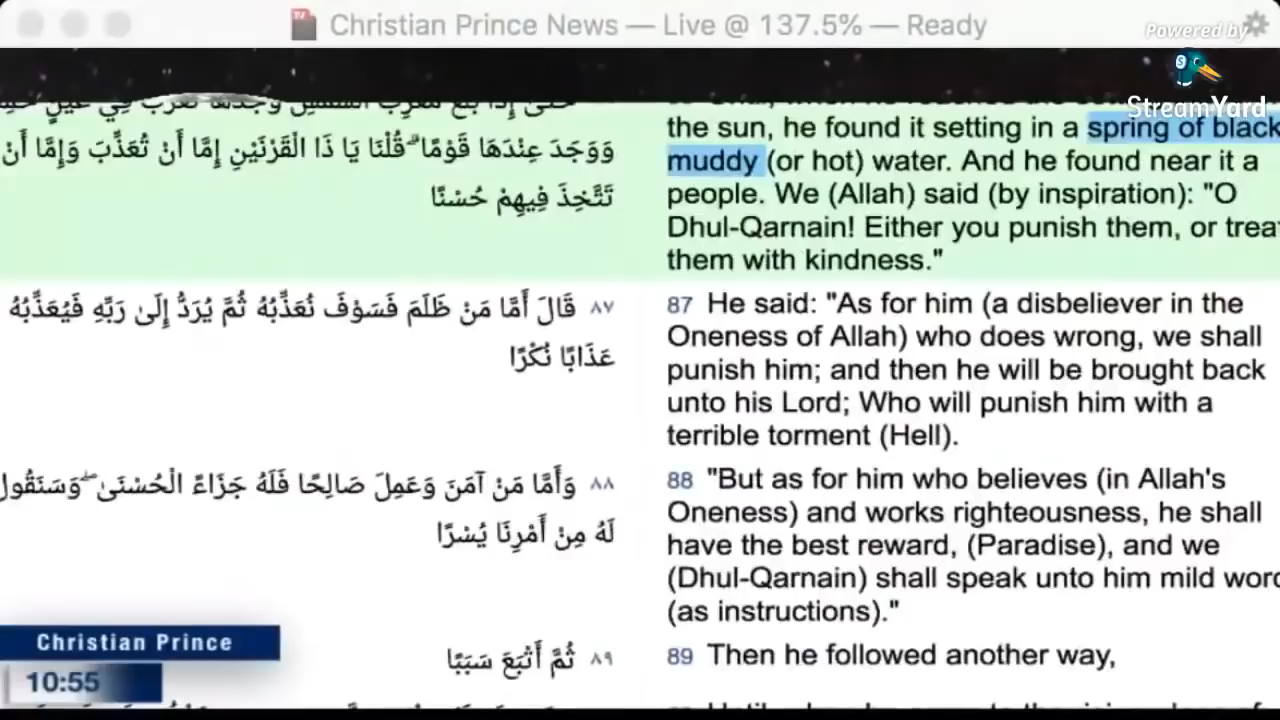 Christian Prince News — Live @ 137.5% — Ready
Powered by
StreamYard
وَوَجَدَ عِنْدَهَا قَوْمًا ۗ قُلْنَا يَا ذَا الْقَرْنَيْنِ إِمَّا أَنْ تُعَذِّبَ وَإِمَّا أَنْ
تَتَّخِذَ فِيهِمْ حُسْنًا
the sun, he found it setting in a spring of black
muddy (or hot) water. And he found near it a
people. We (Allah) said (by inspiration): "O
Dhul-Qarnain! Either you punish them, or trea
them with kindness."
٨٧ قَالَ أَمَّا مَنْ ظَلَمَ فَسَوْفَ نُعَذِّبُهُ ثُمَّ يُرَدُّ إِلَىٰ رَبِّهِ فَيُعَذِّبُهُ
عَذَابًا نُكْرًا
87 He said: "As for him (a disbeliever in the
Oneness of Allah) who does wrong, we shall
punish him; and then he will be brought back
unto his Lord; Who will punish him with a
terrible torment (Hell).
٨٨ وَأَمَّا مَنْ آمَنَ وَعَمِلَ صَالِحًا فَلَهُ جَزَاءً الْحُسْنَىٰ ۖ وَسَنَقُول
لَهُ مِنْ أَمْرِنَا يُسْرًا
88 "But as for him who believes (in Allah's
Oneness) and works righteousness, he shall
have the best reward, (Paradise), and we
(Dhul-Qarnain) shall speak unto him mild word
(as instructions)."
٨٩ ثُمَّ أَتْبَعَ سَبَبًا
89 Then he followed another way,
Christian Prince
10:55